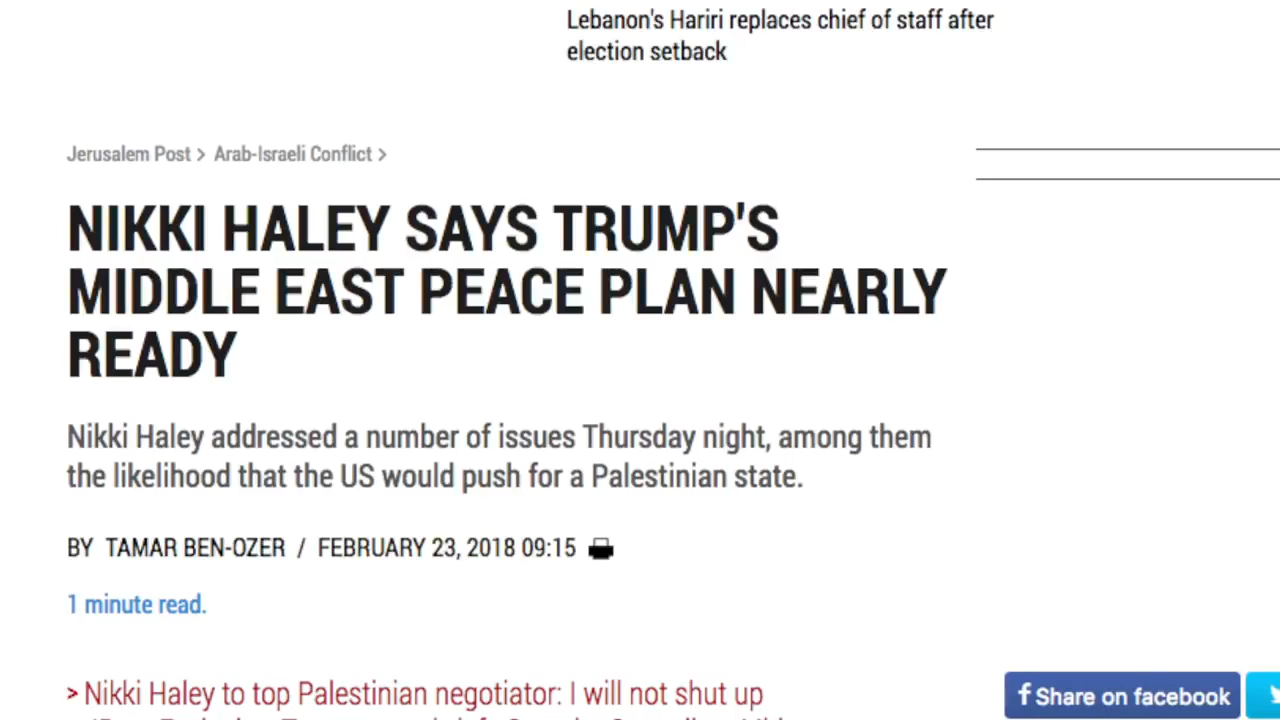 Lebanon's Hariri replaces chief of staff after
election setback
Jerusalem Post > Arab-Israeli Conflict >
NIKKI HALEY SAYS TRUMP'S
MIDDLE EAST PEACE PLAN NEARLY
READY
Nikki Haley addressed a number of issues Thursday night, among them
the likelihood that the US would push for a Palestinian state.
BY TAMAR BEN-OZER / FEBRUARY 23, 2018 09:15
1 minute read.
> Nikki Haley to top Palestinian negotiator: I will not shut up
f Share on facebook